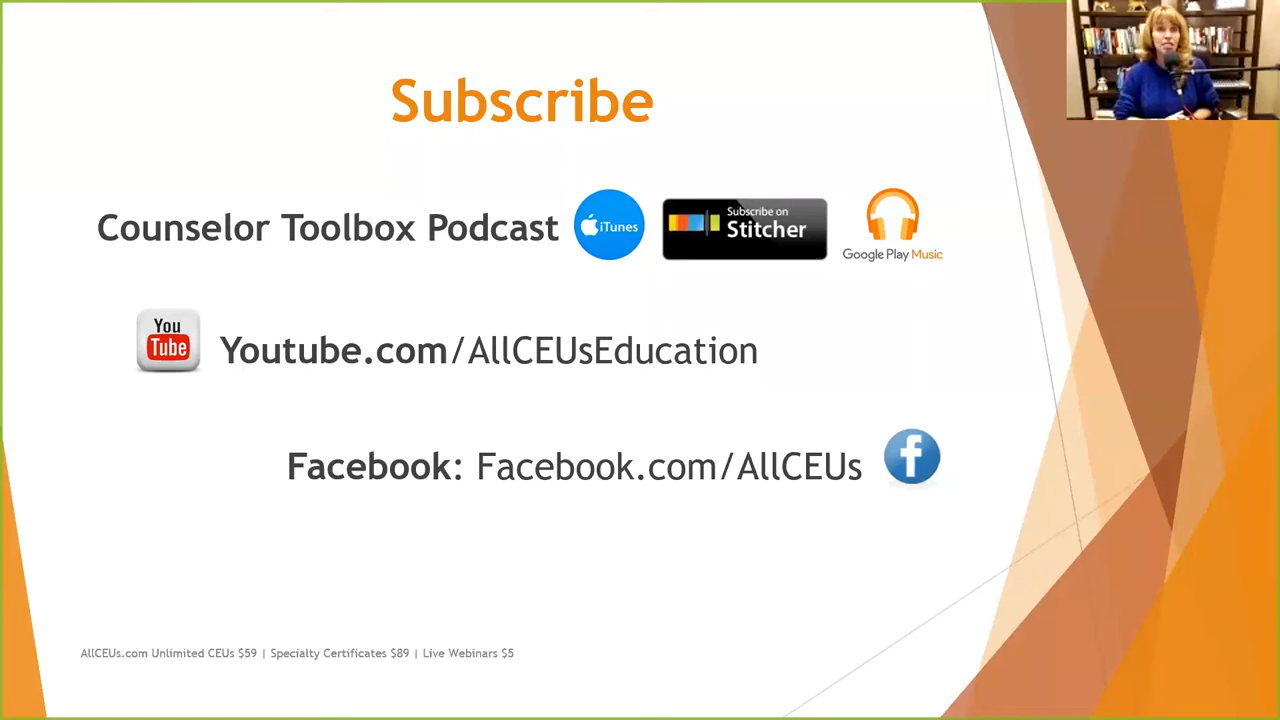 Subscribe
Counselor Toolbox Podcast
iTunes
Subscribe on
Stitcher
Google Play Music
You
Tube
Youtube.com/AllCEUsEducation
Facebook: Facebook.com/AllCEUs
f
AllCEUs.com Unlimited CEUs $59 | Specialty Certificates $89 | Live Webinars $5